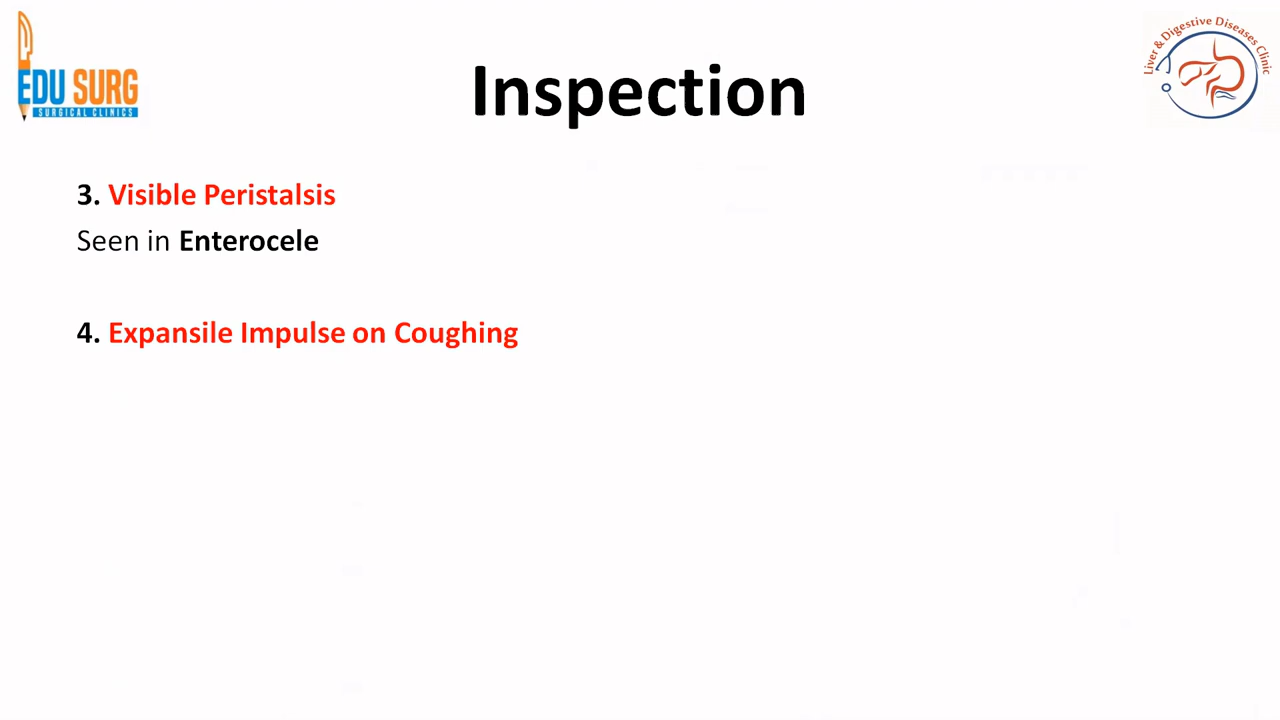 EDU SURG
SURGICAL CLINICS
Liver & Digestive Diseases Clinic
Inspection
3. Visible Peristalsis
Seen in Enterocele
4. Expansile Impulse on Coughing